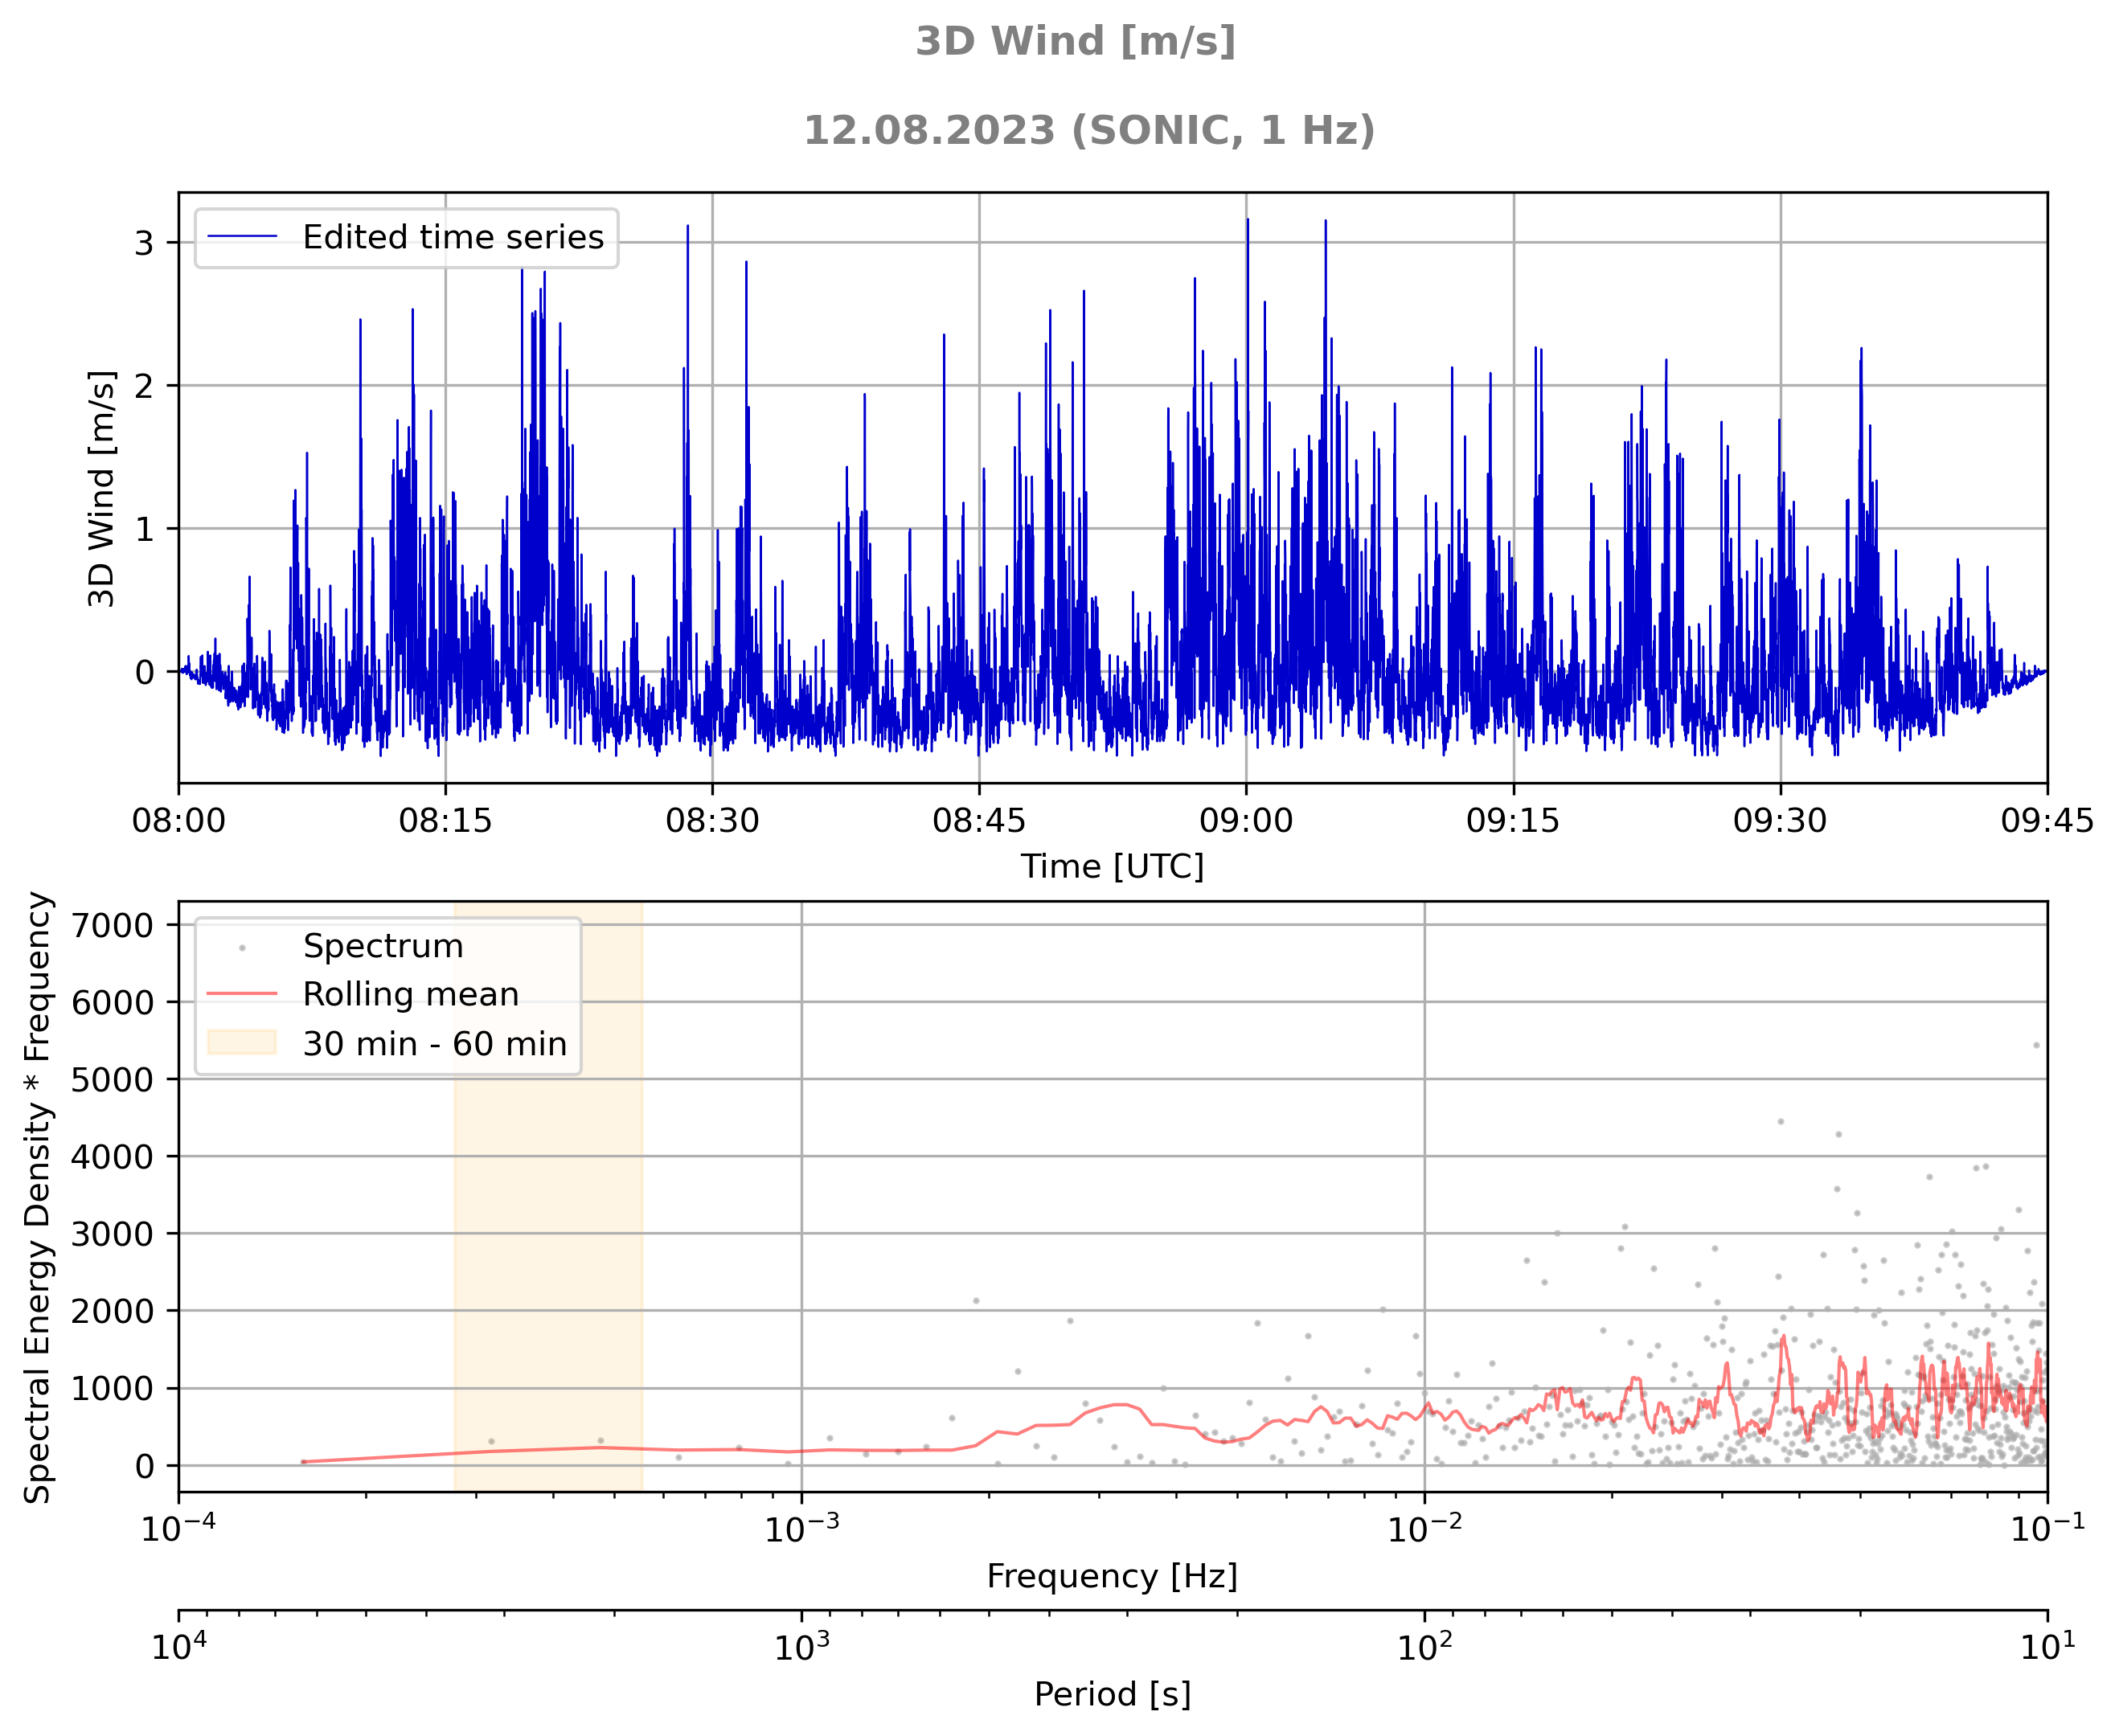 3D Wind [m/s]
12.08.2023 (SONIC, 1 Hz)
Edited time series
3D Wind [m/s]
3
2
1
0
08:00 08:15 08:30 08:45 09:00 09:15 09:30 09:45
Time [UTC]
Spectrum
Rolling mean
30 min - 60 min
Spectral Energy Density * Frequency
7000
6000
5000
4000
3000
2000
1000
0
10⁻⁴ 10⁻³ 10⁻² 10⁻¹
Frequency [Hz]
10⁴ 10³ 10² 10¹
Period [s]